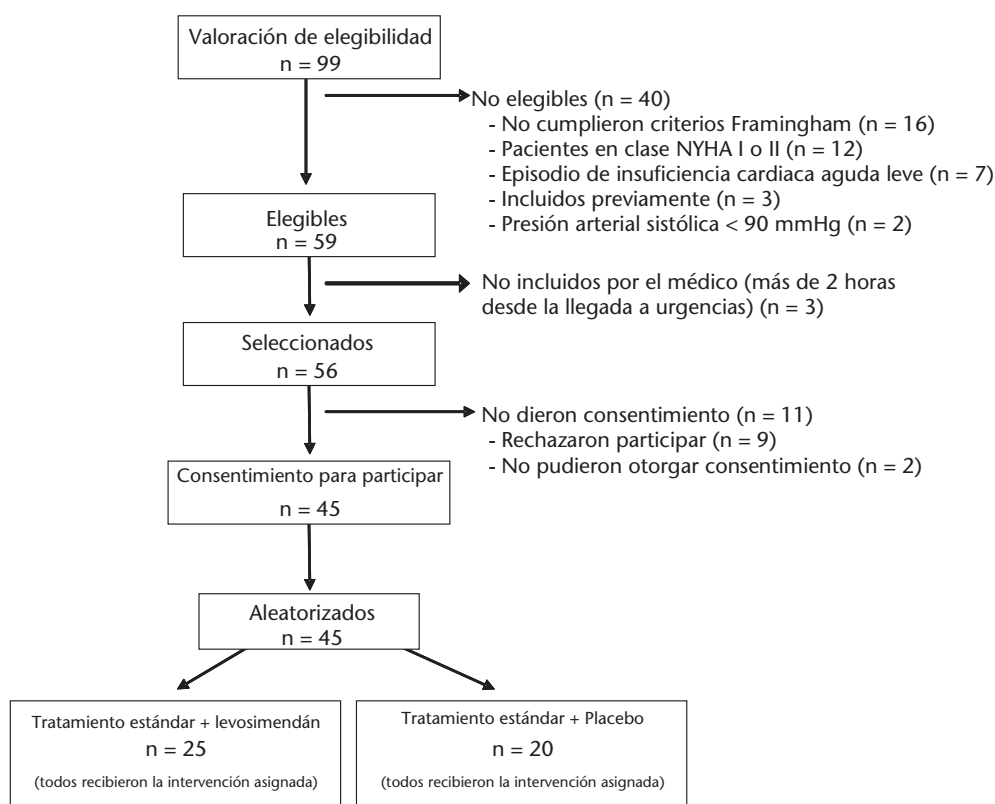 Valoración de elegibilidad
n = 99
No elegibles (n = 40)
- No cumplieron criterios Framingham (n = 16)
- Pacientes en clase NYHA I o II (n = 12)
- Episodio de insuficiencia cardiaca aguda leve (n = 7)
- Incluidos previamente (n = 3)
- Presión arterial sistólica < 90 mmHg (n = 2)
Elegibles
n = 59
No incluidos por el médico (más de 2 horas
desde la llegada a urgencias) (n = 3)
Seleccionados
n = 56
No dieron consentimiento (n = 11)
- Rechazaron participar (n = 9)
- No pudieron otorgar consentimiento (n = 2)
Consentimiento para participar
n = 45
Aleatorizados
n = 45
Tratamiento estándar + levosimendán
n = 25
(todos recibieron la intervención asignada)
Tratamiento estándar + Placebo
n = 20
(todos recibieron la intervención asignada)